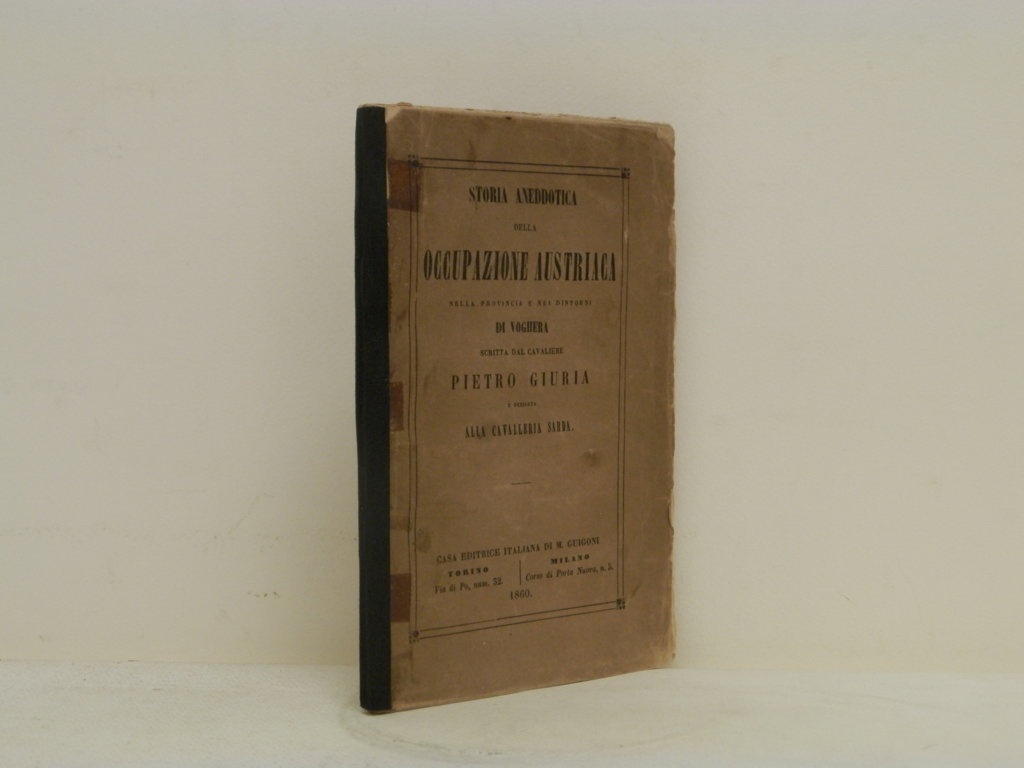 STORIA ANEDDOTICA
DELLA
OCCUPAZIONE AUSTRIACA
NELLA PROVINCIA E NEI DINTORNI
DI VOGHERA
SCRITTA DAL CAVALIERE
PIETRO GIURIA
E DEDICATA
ALLA CAVALLERIA SARDA.
CASA EDITRICE ITALIANA DI M. GUIGONI
TORINO
Via di Po, num. 32.
MILANO
Corso di Porta Nuova, n. 5.
1860.